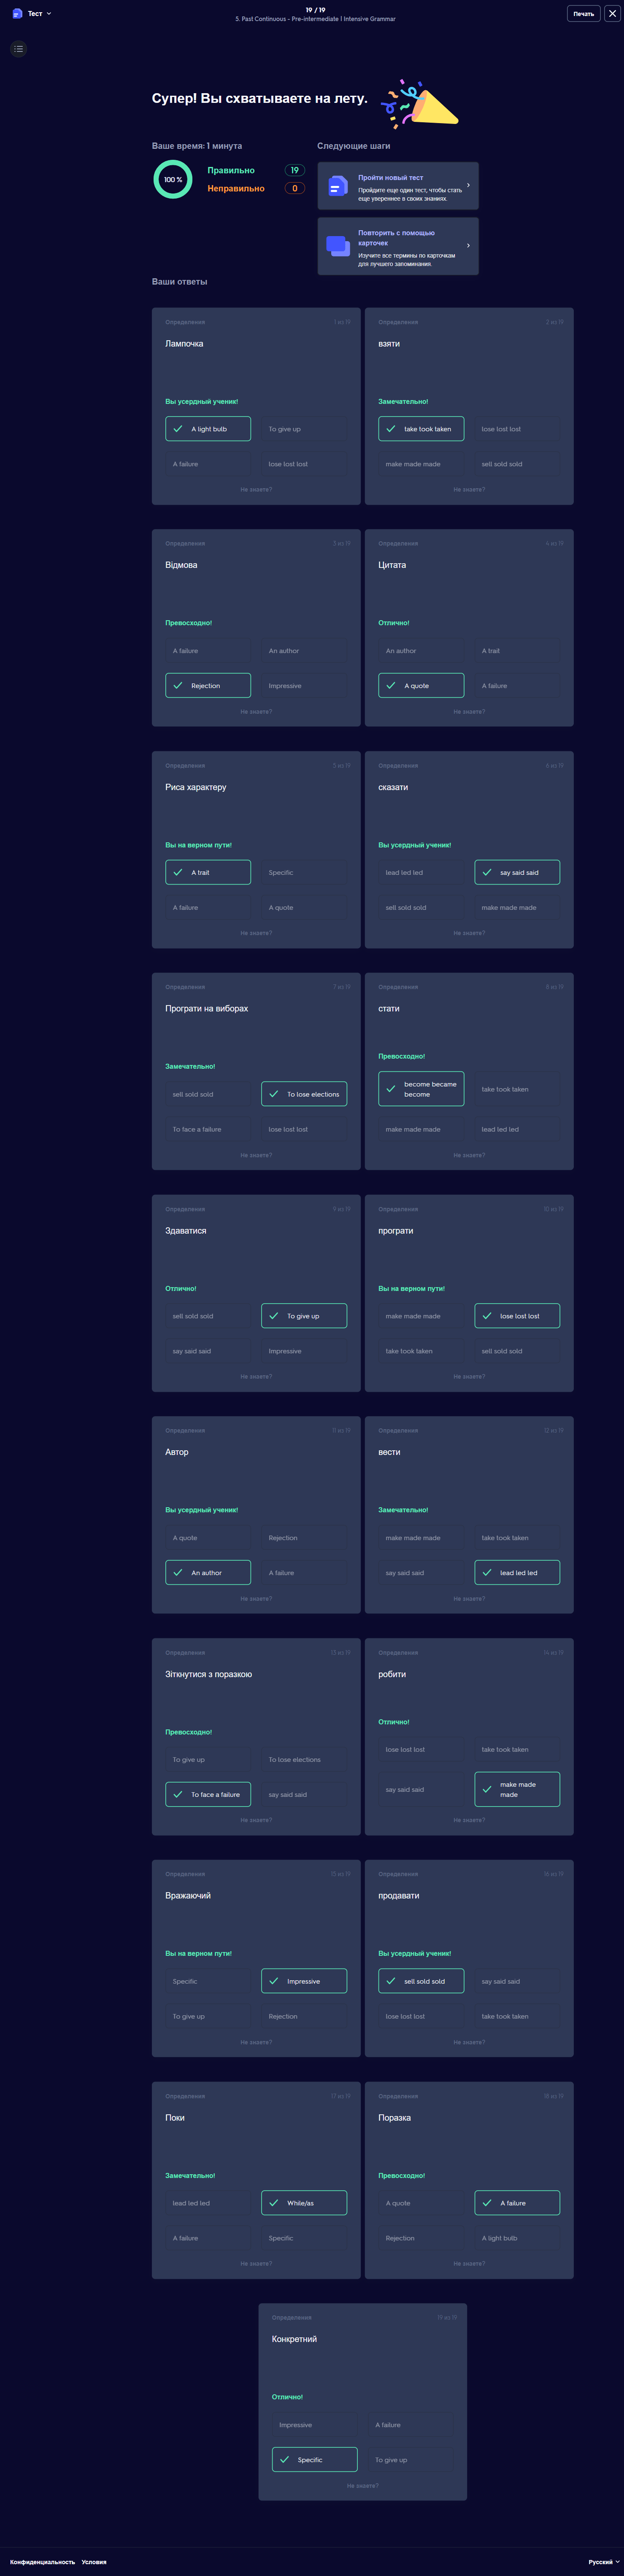 Тест
19 / 19
3. Past Continuous - Pre-intermediate | Intensive Grammar
Печать
Супер! Вы схватываете на лету.
Ваше время: 1 минута
100 %
Правильно 19
Неправильно 0
Следующие шаги
Пройти новый тест
Пройдите еще один тест, чтобы стать
еще увереннее в своих знаниях.
Повторить с помощью
карточек
Изучите все термины по карточкам
для лучшего запоминания.
Ваши ответы
Определения 1 из 19
Лампочка
Вы усердный ученик!
A light bulb
To give up
A failure
lose lost lost
Не знаете?
Определения 2 из 19
взяти
Замечательно!
take took taken
lose lost lost
make made made
sell sold sold
Не знаете?
Определения 3 из 19
Відмова
Превосходно!
A failure
An author
Rejection
Impressive
Не знаете?
Определения 4 из 19
Цитата
Отлично!
An author
A trait
A quote
A failure
Не знаете?
Определения 5 из 19
Риса характеру
Вы на верном пути!
A trait
Specific
A failure
A quote
Не знаете?
Определения 6 из 19
сказати
Вы усердный ученик!
lead led led
say said said
sell sold sold
make made made
Не знаете?
Определения 7 из 19
Програти на виборах
Замечательно!
sell sold sold
To lose elections
To face a failure
lose lost lost
Не знаете?
Определения 8 из 19
стати
Превосходно!
become became
become
take took taken
make made made
lead led led
Не знаете?
Определения 9 из 19
Здаватися
Отлично!
sell sold sold
To give up
say said said
Impressive
Не знаете?
Определения 10 из 19
програти
Вы на верном пути!
make made made
lose lost lost
take took taken
sell sold sold
Не знаете?
Определения 11 из 19
Автор
Вы усердный ученик!
A quote
Rejection
An author
A failure
Не знаете?
Определения 12 из 19
вести
Замечательно!
make made made
take took taken
say said said
lead led led
Не знаете?
Определения 13 из 19
Зіткнутися з поразкою
Превосходно!
To give up
To lose elections
To face a failure
say said said
Не знаете?
Определения 14 из 19
робити
Отлично!
lose lost lost
take took taken
say said said
make made
made
Не знаете?
Определения 15 из 19
Вражаючий
Вы на верном пути!
Specific
Impressive
To give up
Rejection
Не знаете?
Определения 16 из 19
продавати
Вы усердный ученик!
sell sold sold
say said said
lose lost lost
take took taken
Не знаете?
Определения 17 из 19
Поки
Замечательно!
lead led led
While/as
A failure
Specific
Не знаете?
Определения 18 из 19
Поразка
Превосходно!
A quote
A failure
Rejection
A light bulb
Не знаете?
Определения 19 из 19
Конкретний
Отлично!
Impressive
A failure
Specific
To give up
Не знаете?
Конфиденциальность Условия
Русский